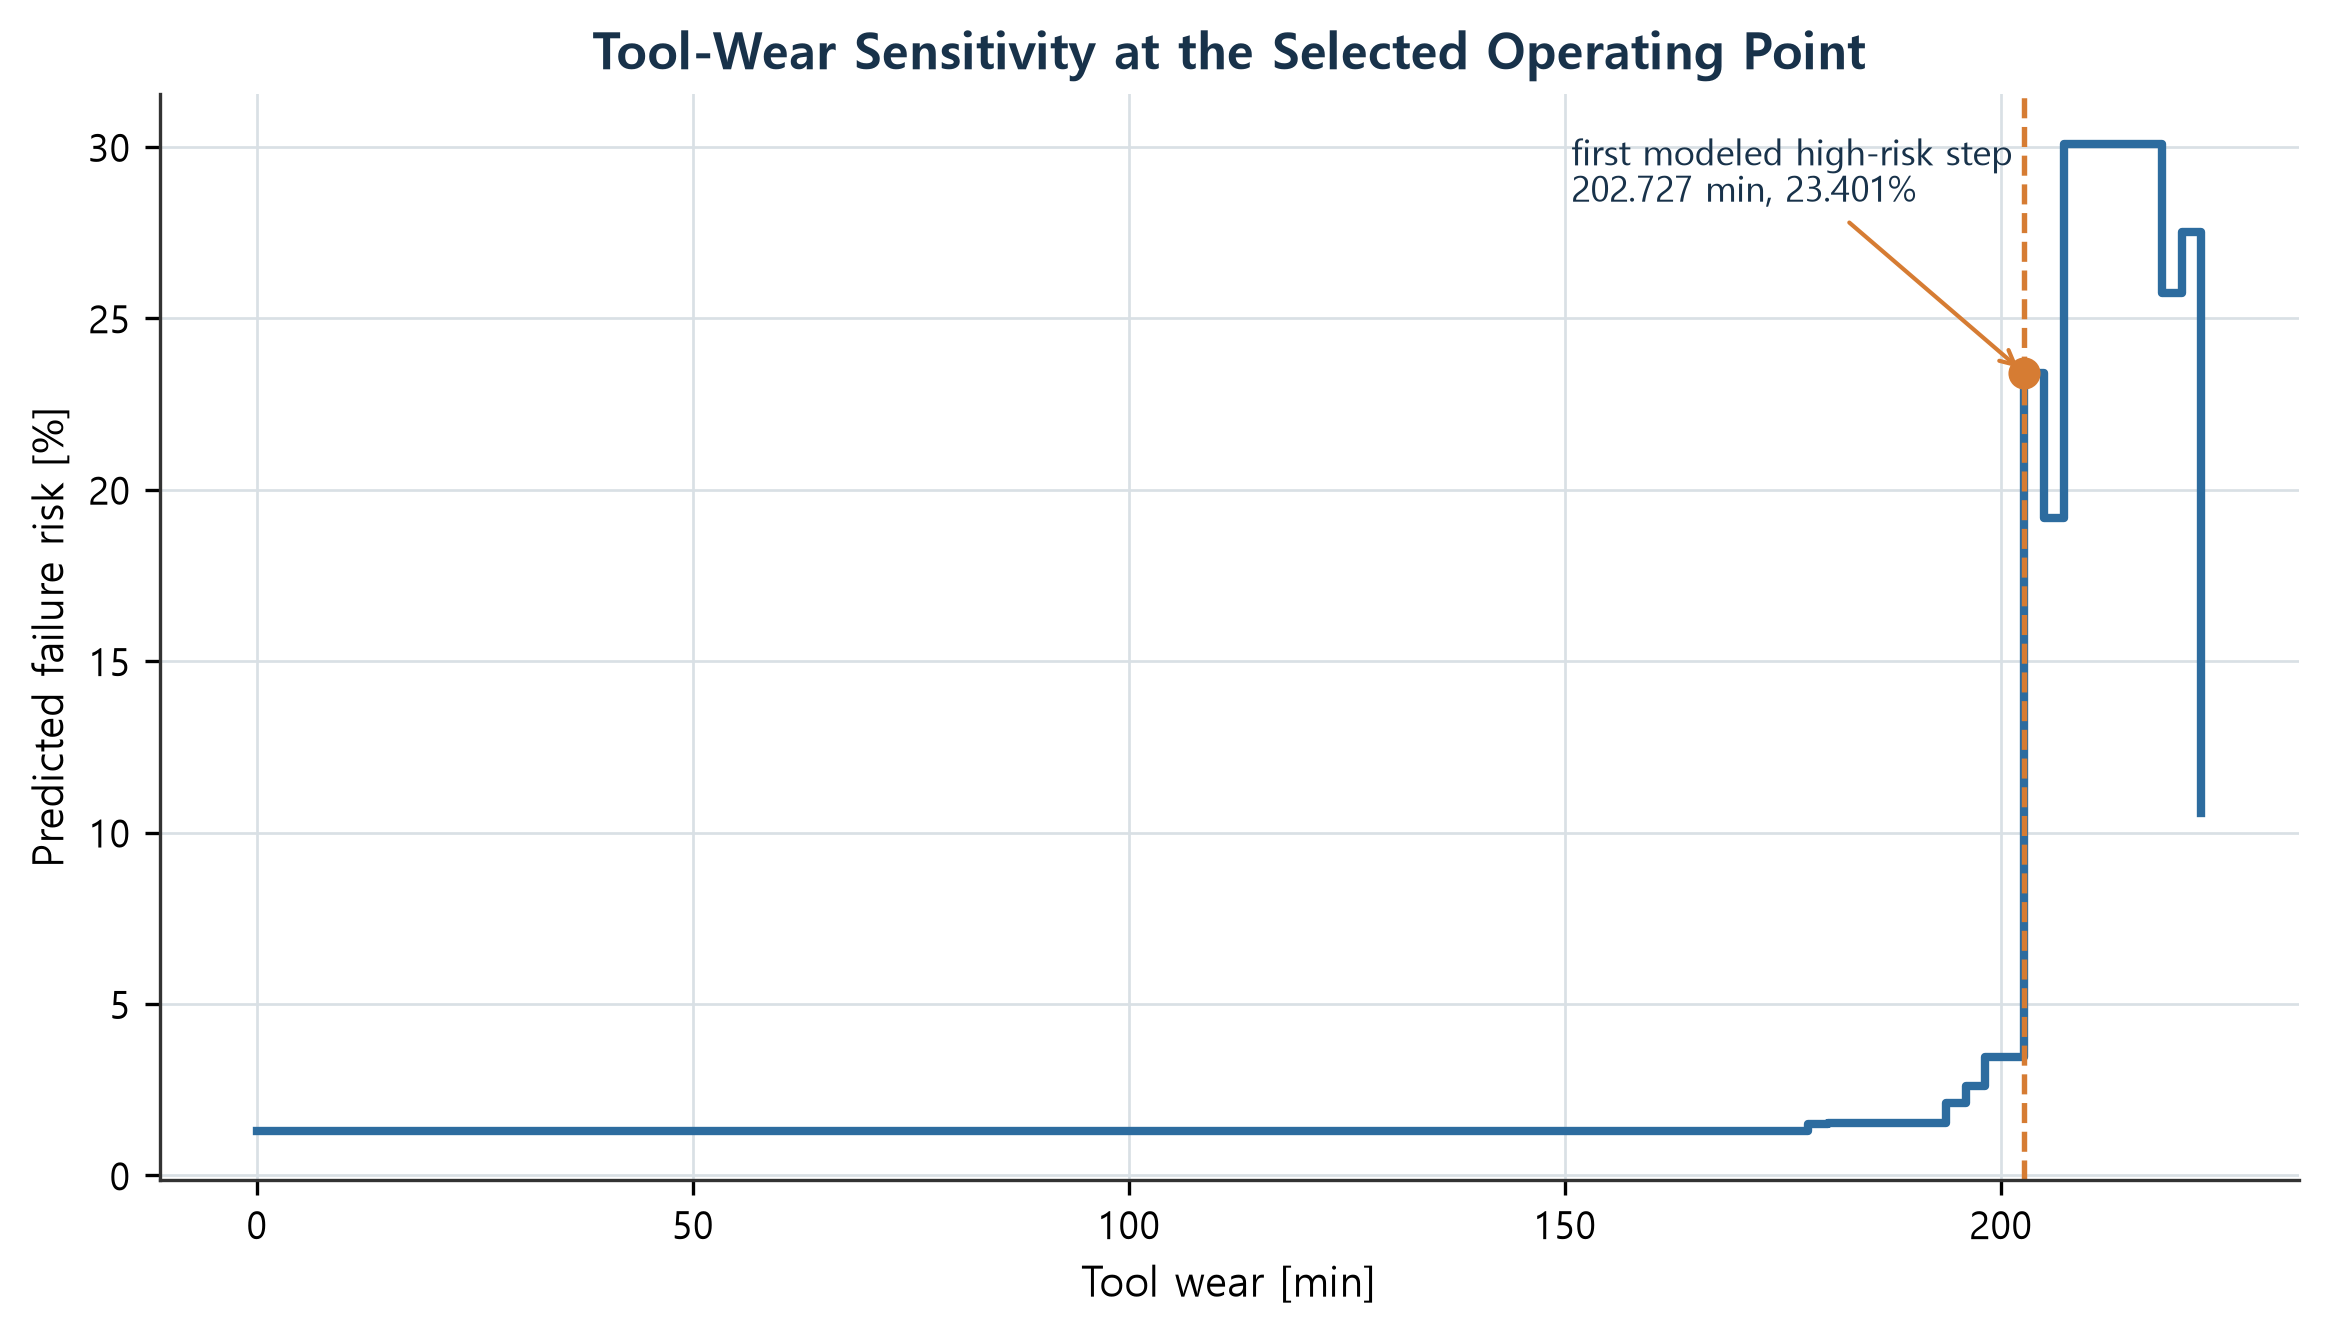 Tool-Wear Sensitivity at the Selected Operating Point
first modeled high-risk step
202.727 min, 23.401%
Predicted failure risk [%]
30
25
20
15
10
5
0
0 50 100 150 200
Tool wear [min]